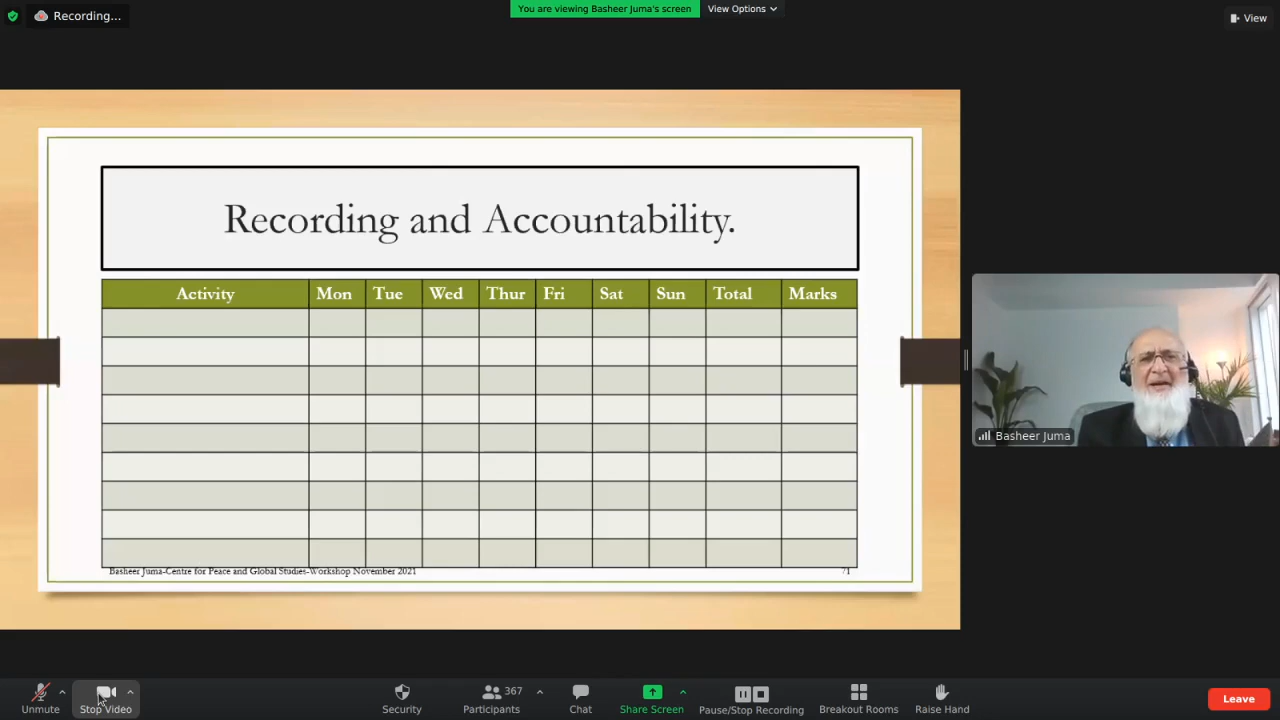 Recording...
You are viewing Basheer Juma's screen
View Options
View
Recording and Accountability.
Activity Mon Tue Wed Thur Fri Sat Sun Total Marks
Basheer Juma-Centre for Peace and Global Studies-Workshop November 2021
71
Basheer Juma
Unmute
Stop Video
Security
367
Participants
Chat
Share Screen
Pause/Stop Recording
Breakout Rooms
Raise Hand
Leave